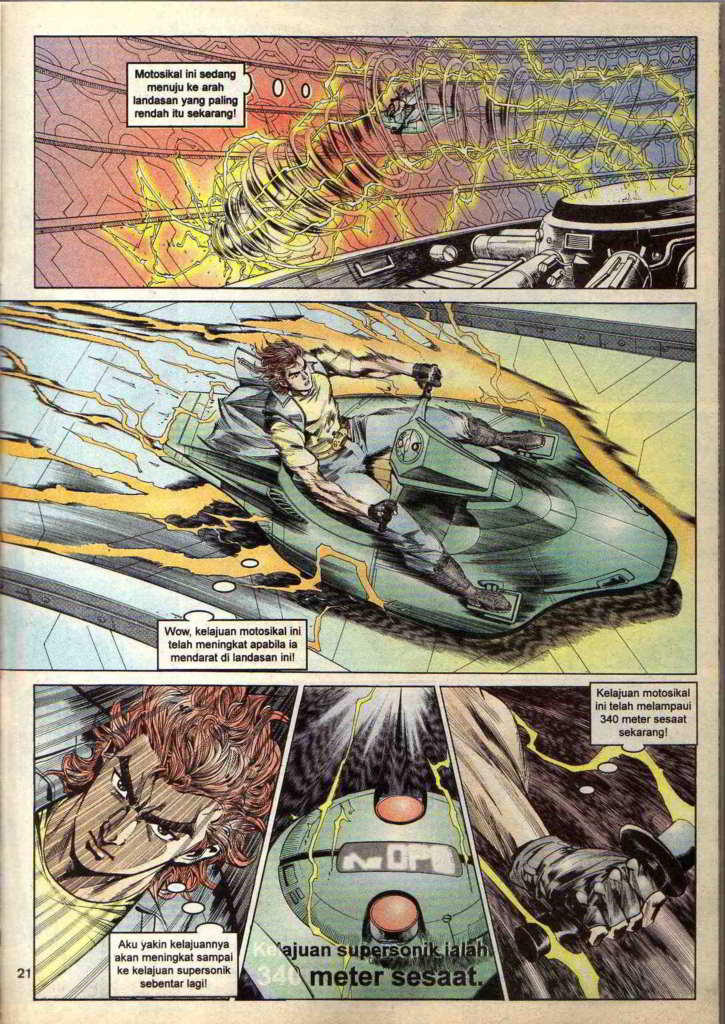 Motosikal ini sedang
menuju ke arah
landasan yang paling
rendah itu sekarang!
Wow, kelajuan motosikal ini
telah meningkat apabila ia
mendarat di landasan ini!
Aku yakin kelajuannya
akan meningkat sampai
ke kelajuan supersonik
sebentar lagi!
Kelajuan supersonik ialah
340 meter sesaat.
Kelajuan motosikal
ini telah melampaui
340 meter sesaat
sekarang!
21